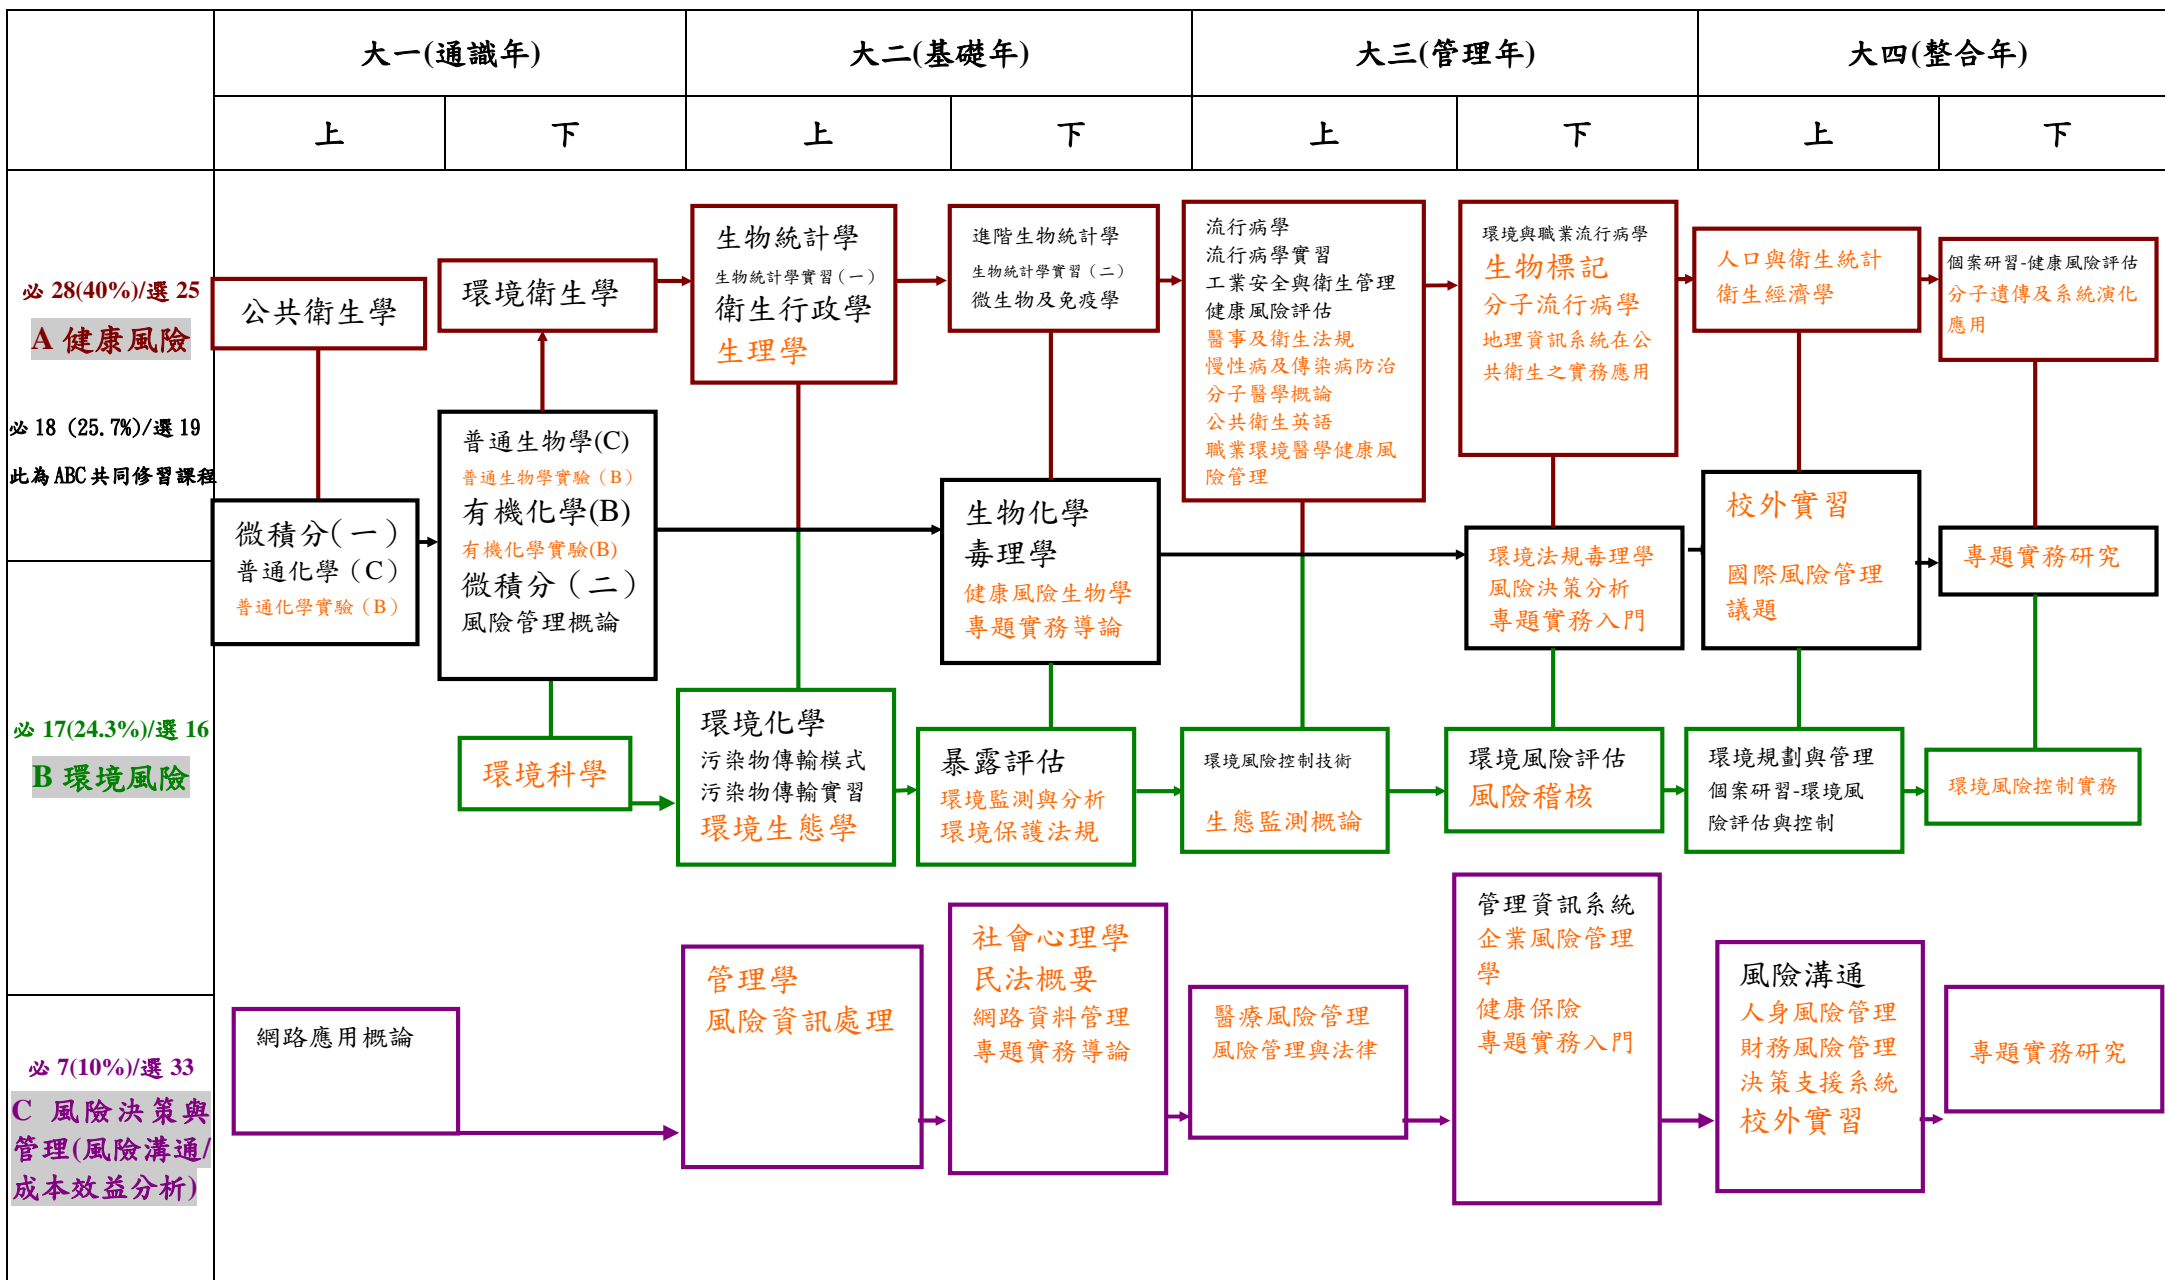 大一(通識年)
大二(基礎年)
大三(管理年)
大四(整合年)
上
下
上
下
上
下
上
下
必 28(40%)/選 25
A 健康風險
必 18 (25.7%)/選 19
此為 ABC 共同修習課程
公共衛生學
環境衛生學
生物統計學
生物統計學實習(一)
衛生行政學
生理學
進階生物統計學
生物統計學實習(二)
微生物及免疫學
流行病學
流行病學實習
工業安全與衛生管理
健康風險評估
醫事及衛生法規
慢性病及傳染病防治
分子醫學概論
公共衛生英語
職業環境醫學健康風
險管理
環境與職業流行病學
生物標記
分子流行病學
地理資訊系統在公
共衛生之實務應用
人口與衛生統計
衛生經濟學
個案研習-健康風險評估
分子遺傳及系統演化
應用
微積分(一)
普通化學(C)
普通化學實驗(B)
普通生物學(C)
普通生物學實驗(B)
有機化學(B)
有機化學實驗(B)
微積分(二)
風險管理概論
生物化學
毒理學
健康風險生物學
專題實務導論
環境法規毒理學
風險決策分析
專題實務入門
校外實習
國際風險管理
議題
專題實務研究
必 17(24.3%)/選 16
B 環境風險
環境科學
環境化學
污染物傳輸模式
污染物傳輸實習
環境生態學
暴露評估
環境監測與分析
環境保護法規
環境風險控制技術
生態監測概論
環境風險評估
風險稽核
環境規劃與管理
個案研習-環境風
險評估與控制
環境風險控制實務
必 7(10%)/選 33
C 風險決策與
管理(風險溝通/
成本效益分析)
網路應用概論
管理學
風險資訊處理
社會心理學
民法概要
網路資料管理
專題實務導論
醫療風險管理
風險管理與法律
管理資訊系統
企業風險管理
學
健康保險
專題實務入門
風險溝通
人身風險管理
財務風險管理
決策支援系統
校外實習
專題實務研究